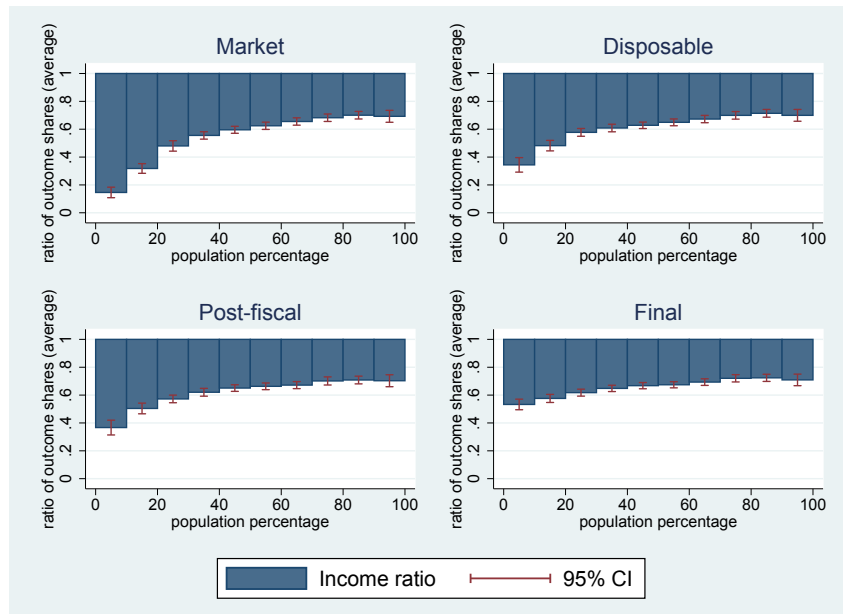 Market
ratio of outcome shares (average)
0 .2 .4 .6 .8 1
0 20 40 60 80 100
population percentage
Disposable
ratio of outcome shares (average)
0 .2 .4 .6 .8 1
0 20 40 60 80 100
population percentage
Post-fiscal
ratio of outcome shares (average)
0 .2 .4 .6 .8 1
0 20 40 60 80 100
population percentage
Final
ratio of outcome shares (average)
0 .2 .4 .6 .8 1
0 20 40 60 80 100
population percentage
Income ratio 95% CI